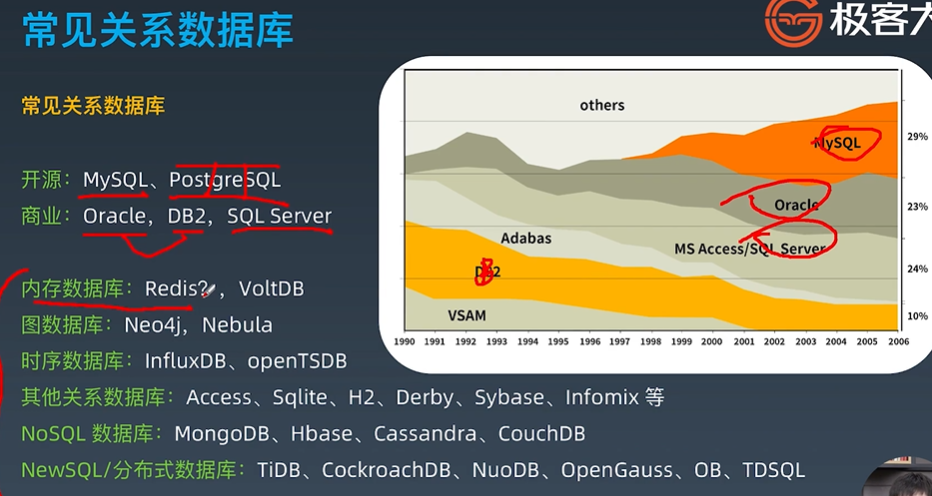 常见关系数据库
极客大
常见关系数据库
开源：MySQL、PostgreSQL
商业：Oracle，DB2，SQL Server
内存数据库：Redis?，VoltDB
图数据库：Neo4j，Nebula
时序数据库：InfluxDB、openTSDB
其他关系数据库：Access、Sqlite、H2、Derby、Sybase、Infomix 等
NoSQL 数据库：MongoDB、Hbase、Cassandra、CouchDB
NewSQL/分布式数据库：TiDB、CockroachDB、NuoDB、OpenGauss、OB、TDSQL
others
MySQL
29%
Oracle
23%
Adabas
MS Access/SQL Server
DB2
24%
VSAM
10%
1990 1991 1992 1993 1994 1995 1996 1997 1998 1999 2000 2001 2002 2003 2004 2005 2006